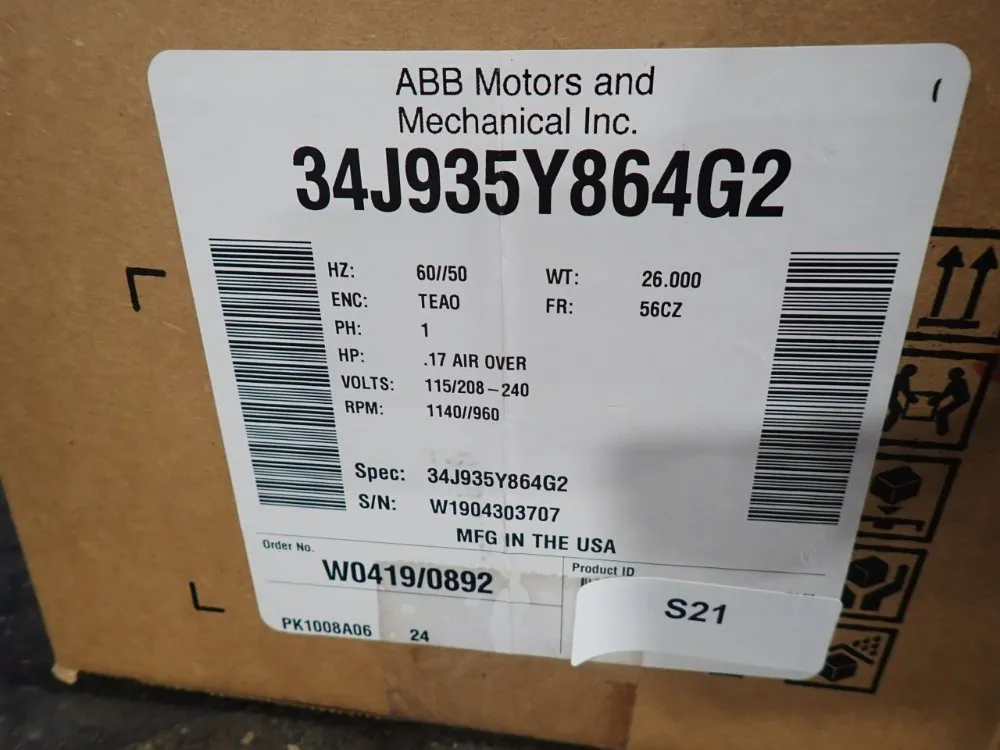 ABB Motors and
Mechanical Inc.
34J935Y864G2
HZ: 60//50 WT: 26.000
ENC: TEAO FR: 56CZ
PH: 1
HP: .17 AIR OVER
VOLTS: 115/208-240
RPM: 1140//960
Spec: 34J935Y864G2
S/N: W1904303707
MFG IN THE USA
Order No. Product ID
W0419/0892
S21
PK1008A06 24